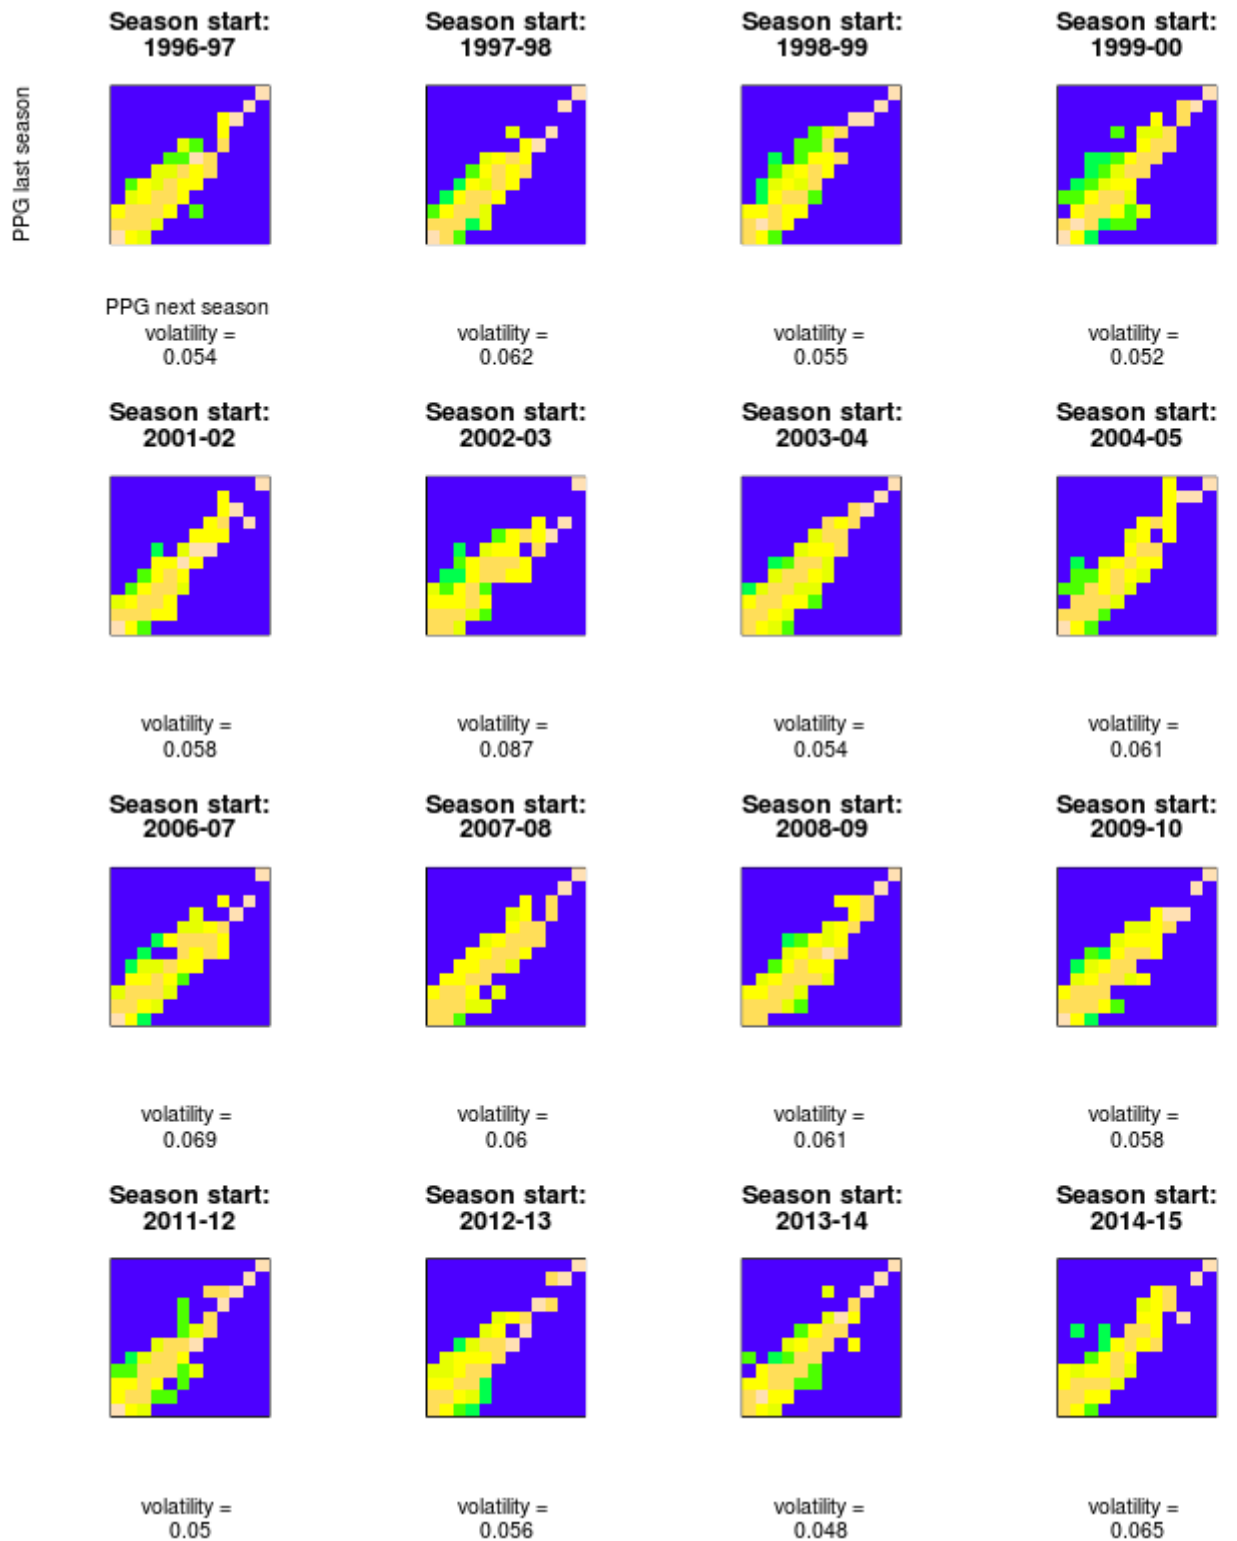 Season start:
1996-97
Season start:
1997-98
Season start:
1998-99
Season start:
1999-00
PPG last season
PPG next season
volatility =
0.054
volatility =
0.062
volatility =
0.055
volatility =
0.052
Season start:
2001-02
Season start:
2002-03
Season start:
2003-04
Season start:
2004-05
volatility =
0.058
volatility =
0.087
volatility =
0.054
volatility =
0.061
Season start:
2006-07
Season start:
2007-08
Season start:
2008-09
Season start:
2009-10
volatility =
0.069
volatility =
0.06
volatility =
0.061
volatility =
0.058
Season start:
2011-12
Season start:
2012-13
Season start:
2013-14
Season start:
2014-15
volatility =
0.05
volatility =
0.056
volatility =
0.048
volatility =
0.065